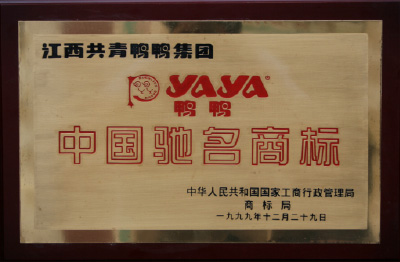 江西共青鸭鸭集团
YAYA®
鸭鸭
中国驰名商标
中华人民共和国国家工商行政管理局
商标局
一九九九年十二月二十九日